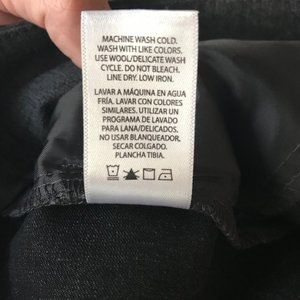 MACHINE WASH COLD.
WASH WITH LIKE COLORS.
USE WOOL/DELICATE WASH
CYCLE. DO NOT BLEACH.
LINE DRY. LOW IRON.
LAVAR A MÁQUINA EN AGUA
FRÍA. LAVAR CON COLORES
SIMILARES. UTILIZAR UN
PROGRAMA DE LAVADO
PARA LANA/DELICADOS.
NO USAR BLANQUEADOR,
SECAR COLGADO.
PLANCHA TIBIA.